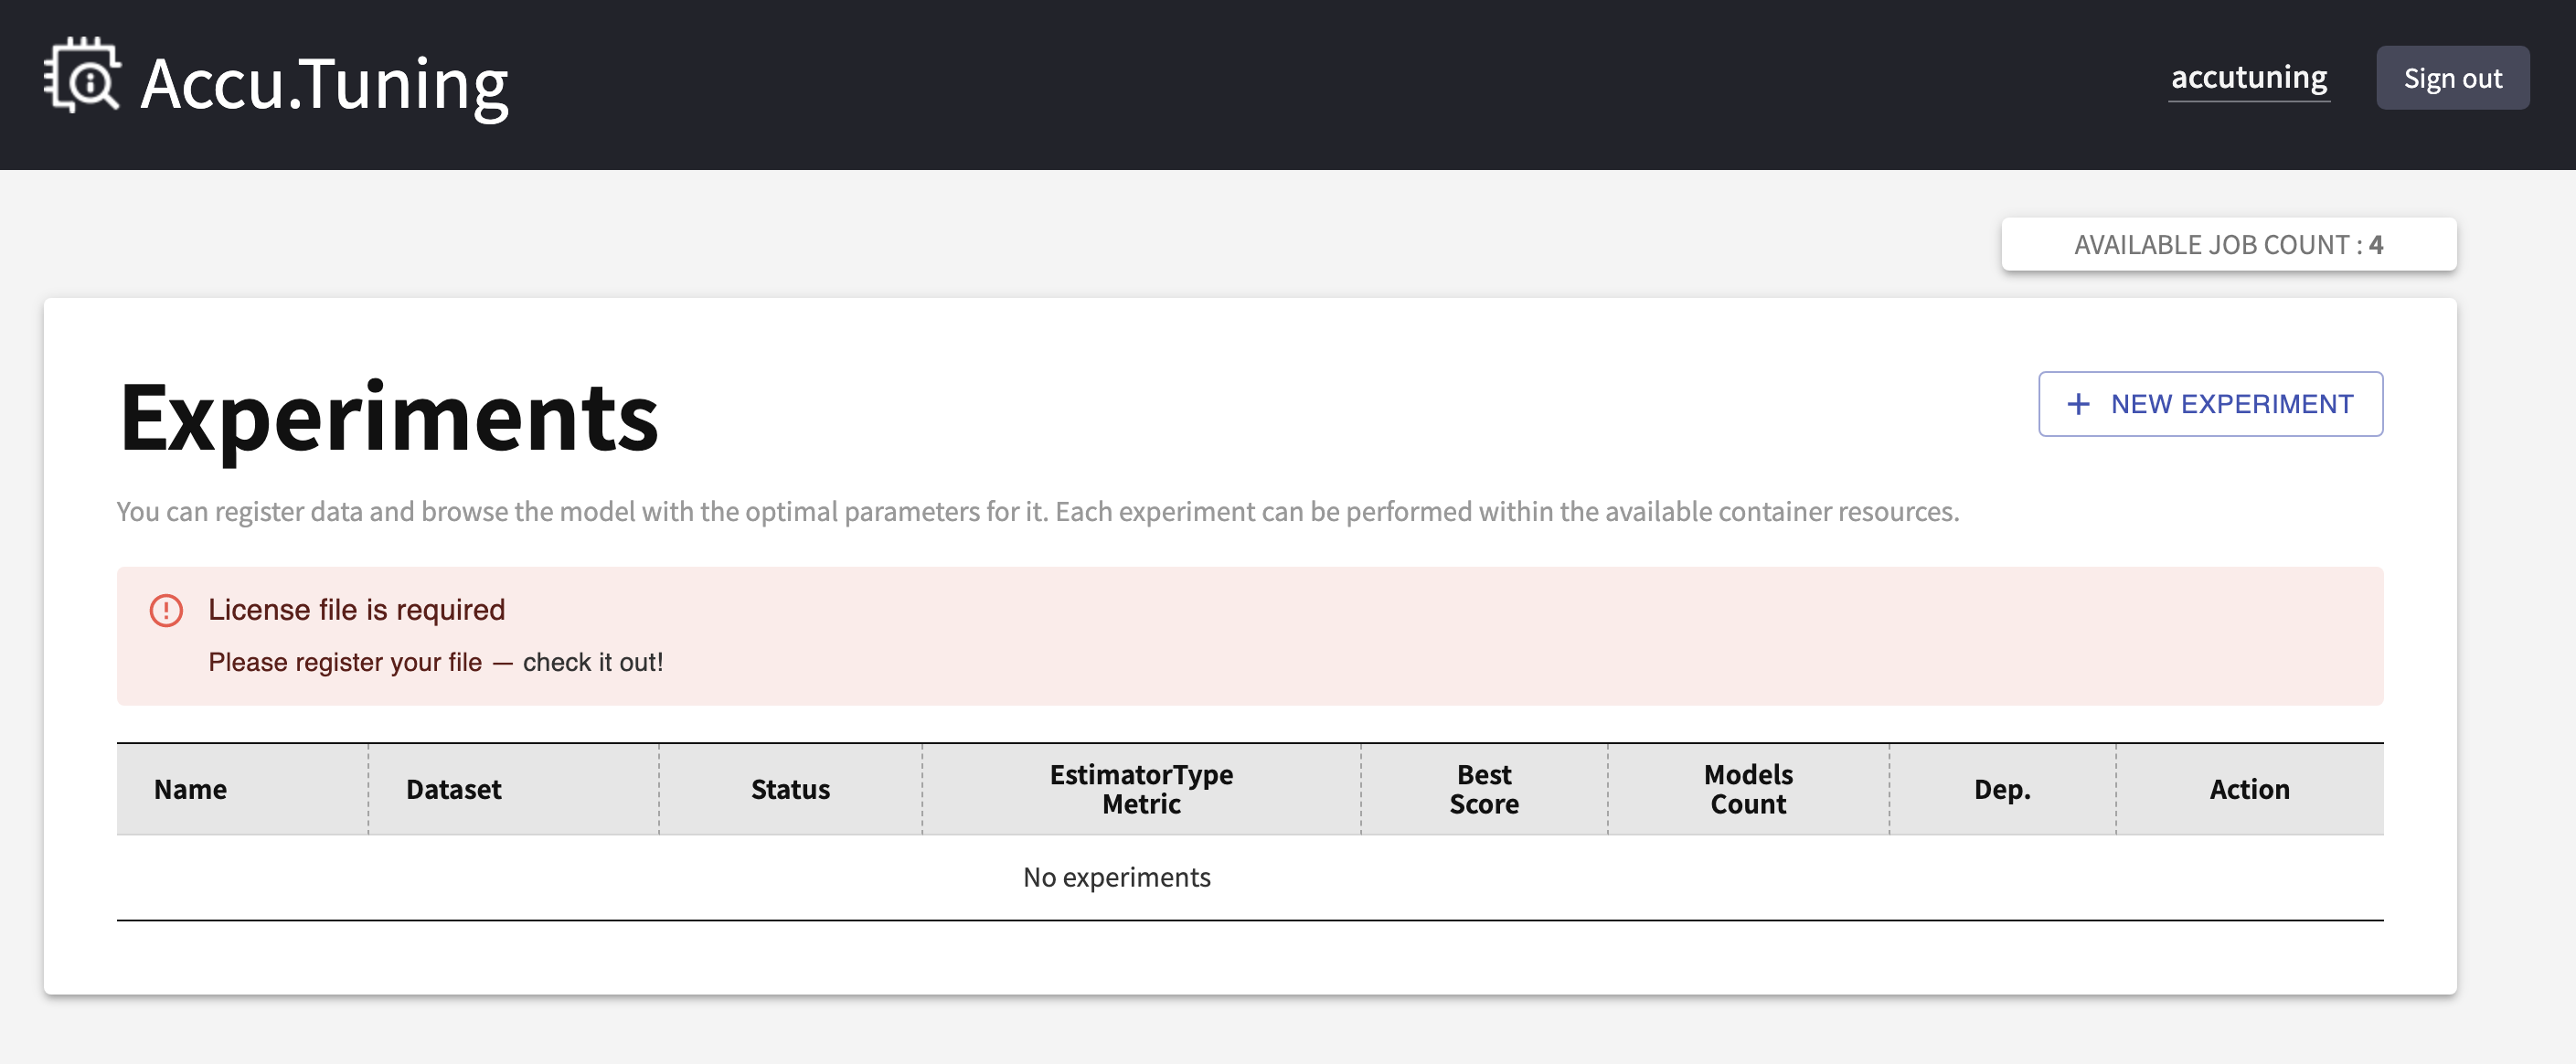 Accu.Tuning
accutuning
Sign out
AVAILABLE JOB COUNT : 4
Experiments
+ NEW EXPERIMENT
You can register data and browse the model with the optimal parameters for it. Each experiment can be performed within the available container resources.
License file is required
Please register your file — check it out!
Name
Dataset
Status
EstimatorType
Metric
Best
Score
Models
Count
Dep.
Action
No experiments